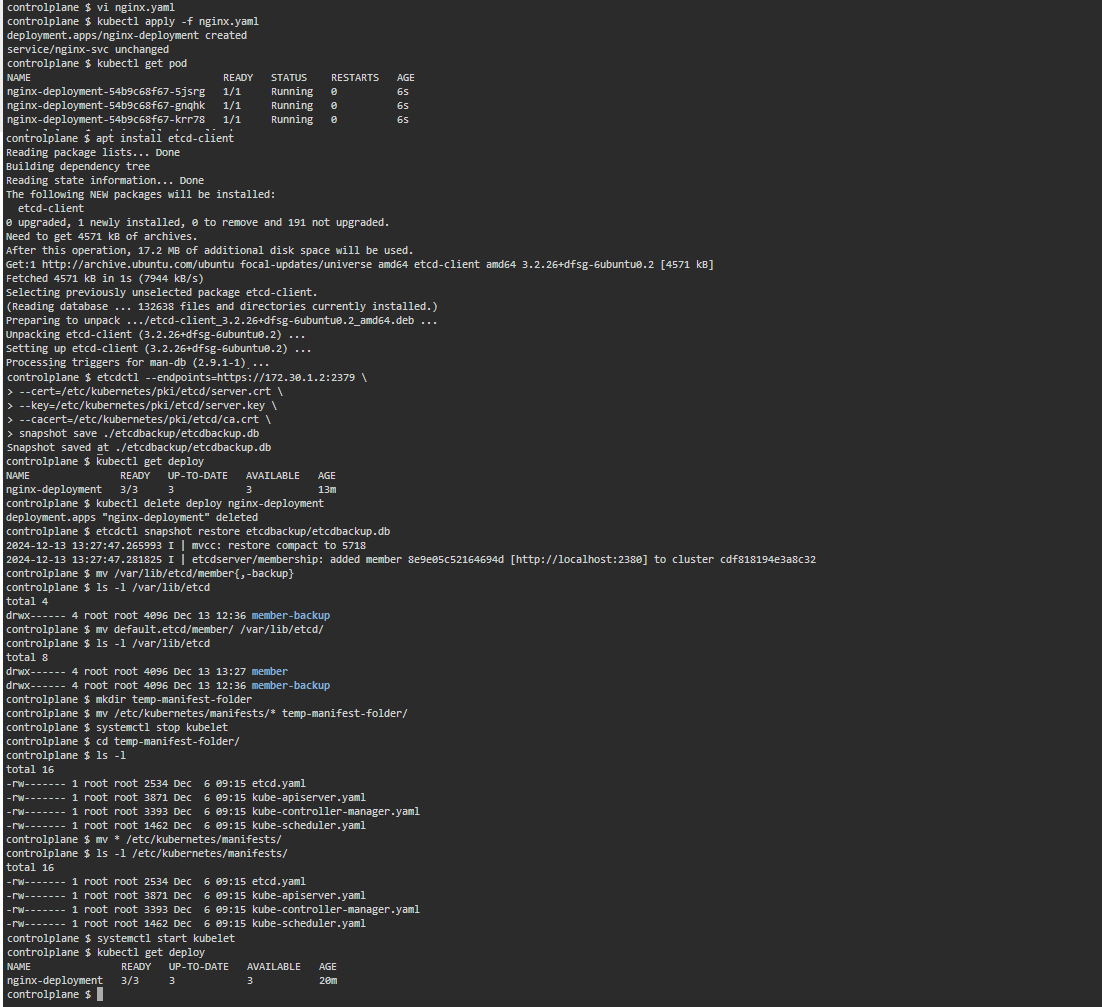 controlplane $ vi nginx.yaml
controlplane $ kubectl apply -f nginx.yaml
deployment.apps/nginx-deployment created
service/nginx-svc unchanged
controlplane $ kubectl get pod
NAME READY STATUS RESTARTS AGE
nginx-deployment-54b9c68f67-5jsrg 1/1 Running 0 6s
nginx-deployment-54b9c68f67-gnqhk 1/1 Running 0 6s
nginx-deployment-54b9c68f67-krr78 1/1 Running 0 6s
controlplane $ apt install etcd-client
Reading package lists... Done
Building dependency tree
Reading state information... Done
The following NEW packages will be installed:
  etcd-client
0 upgraded, 1 newly installed, 0 to remove and 191 not upgraded.
Need to get 4571 kB of archives.
After this operation, 17.2 MB of additional disk space will be used.
Get:1 http://archive.ubuntu.com/ubuntu focal-updates/universe amd64 etcd-client amd64 3.2.26+dfsg-6ubuntu0.2 [4571 kB]
Fetched 4571 kB in 1s (7944 kB/s)
Selecting previously unselected package etcd-client.
(Reading database ... 132638 files and directories currently installed.)
Preparing to unpack .../etcd-client_3.2.26+dfsg-6ubuntu0.2_amd64.deb ...
Unpacking etcd-client (3.2.26+dfsg-6ubuntu0.2) ...
Setting up etcd-client (3.2.26+dfsg-6ubuntu0.2) ...
Processing triggers for man-db (2.9.1-1) ...
controlplane $ etcdctl --endpoints=https://172.30.1.2:2379 \
> --cert=/etc/kubernetes/pki/etcd/server.crt \
> --key=/etc/kubernetes/pki/etcd/server.key \
> --cacert=/etc/kubernetes/pki/etcd/ca.crt \
> snapshot save ./etcdbackup/etcdbackup.db
Snapshot saved at ./etcdbackup/etcdbackup.db
controlplane $ kubectl get deploy
NAME READY UP-TO-DATE AVAILABLE AGE
nginx-deployment 3/3 3 3 13m
controlplane $ kubectl delete deploy nginx-deployment
deployment.apps "nginx-deployment" deleted
controlplane $ etcdctl snapshot restore etcdbackup/etcdbackup.db
2024-12-13 13:27:47.265993 I | mvcc: restore compact to 5718
2024-12-13 13:27:47.281825 I | etcdserver/membership: added member 8e9e05c52164694d [http://localhost:2380] to cluster cdf818194e3a8c32
controlplane $ mv /var/lib/etcd/member{,-backup}
controlplane $ ls -l /var/lib/etcd
total 4
drwx------ 4 root root 4096 Dec 13 12:36 member-backup
controlplane $ mv default.etcd/member/ /var/lib/etcd/
controlplane $ ls -l /var/lib/etcd
total 8
drwx------ 4 root root 4096 Dec 13 13:27 member
drwx------ 4 root root 4096 Dec 13 12:36 member-backup
controlplane $ mkdir temp-manifest-folder
controlplane $ mv /etc/kubernetes/manifests/* temp-manifest-folder/
controlplane $ systemctl stop kubelet
controlplane $ cd temp-manifest-folder/
controlplane $ ls -l
total 16
-rw------- 1 root root 2534 Dec  6 09:15 etcd.yaml
-rw------- 1 root root 3871 Dec  6 09:15 kube-apiserver.yaml
-rw------- 1 root root 3393 Dec  6 09:15 kube-controller-manager.yaml
-rw------- 1 root root 1462 Dec  6 09:15 kube-scheduler.yaml
controlplane $ mv * /etc/kubernetes/manifests/
controlplane $ ls -l /etc/kubernetes/manifests/
total 16
-rw------- 1 root root 2534 Dec  6 09:15 etcd.yaml
-rw------- 1 root root 3871 Dec  6 09:15 kube-apiserver.yaml
-rw------- 1 root root 3393 Dec  6 09:15 kube-controller-manager.yaml
-rw------- 1 root root 1462 Dec  6 09:15 kube-scheduler.yaml
controlplane $ systemctl start kubelet
controlplane $ kubectl get deploy
NAME READY UP-TO-DATE AVAILABLE AGE
nginx-deployment 3/3 3 3 20m
controlplane $